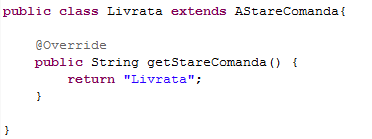 public class Livrata extends AStareComanda{
@Override
public String getStareComanda() {
return "Livrata";
}
}